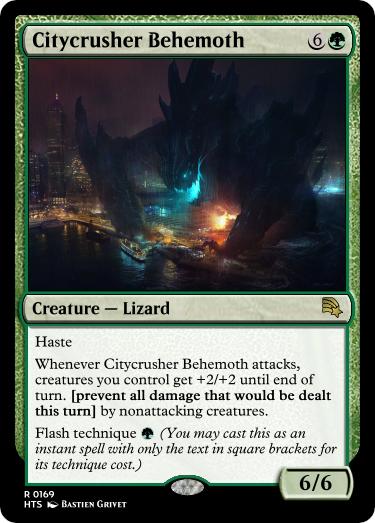 Citycrusher Behemoth 6
Creature — Lizard
Haste
Whenever Citycrusher Behemoth attacks,
creatures you control get +2/+2 until end of
turn. [prevent all damage that would be dealt
this turn] by nonattacking creatures.
Flash technique (You may cast this as an
instant spell with only the text in square brackets for
its technique cost.)
6/6
R 0169
HTS Bastien Grivet